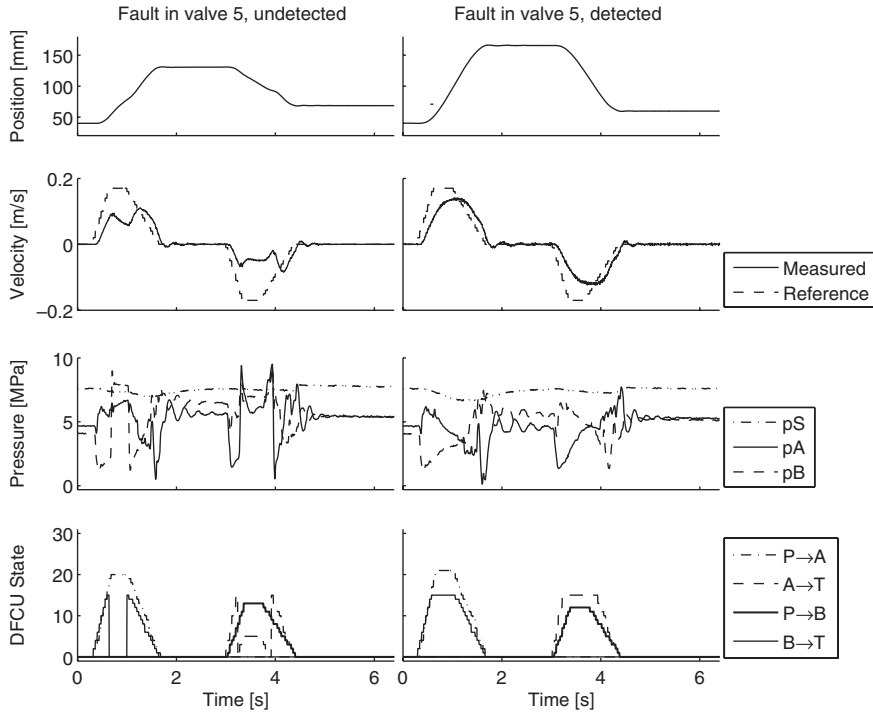 Fault in valve 5, undetected
Fault in valve 5, detected
Position [mm]
150
100
50
Velocity [m/s]
0.2
0
−0.2
Measured
Reference
Pressure [MPa]
10
5
0
pS
pA
pB
DFCU State
30
20
10
0
P→A
A→T
P→B
B→T
0 2 4 6
0 2 4 6
Time [s]
Time [s]